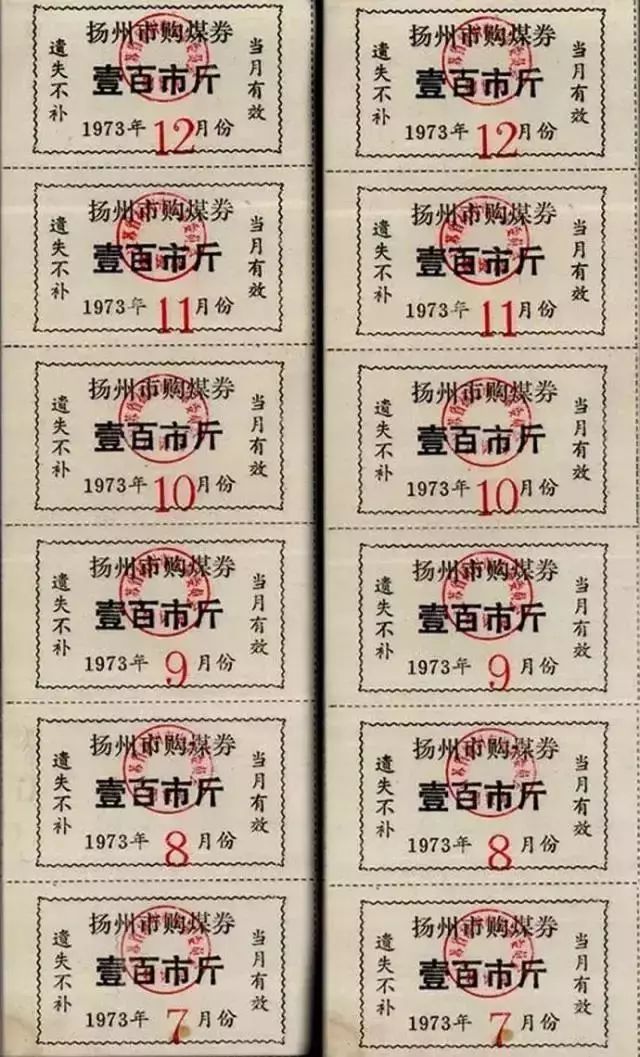 扬州市购煤券
壹百市斤
1973年12月份
当月有效
遗失不补
扬州市购煤券
壹百市斤
1973年11月份
当月有效
遗失不补
扬州市购煤券
壹百市斤
1973年10月份
当月有效
遗失不补
扬州市购煤券
壹百市斤
1973年9月份
当月有效
遗失不补
扬州市购煤券
壹百市斤
1973年8月份
当月有效
遗失不补
扬州市购煤券
壹百市斤
1973年7月份
当月有效
遗失不补
扬州市购煤券
壹百市斤
1973年12月份
当月有效
遗失不补
扬州市购煤券
壹百市斤
1973年11月份
当月有效
遗失不补
扬州市购煤券
壹百市斤
1973年10月份
当月有效
遗失不补
扬州市购煤券
壹百市斤
1973年9月份
当月有效
遗失不补
扬州市购煤券
壹百市斤
1973年8月份
当月有效
遗失不补
扬州市购煤券
壹百市斤
1973年7月份
当月有效
遗失不补